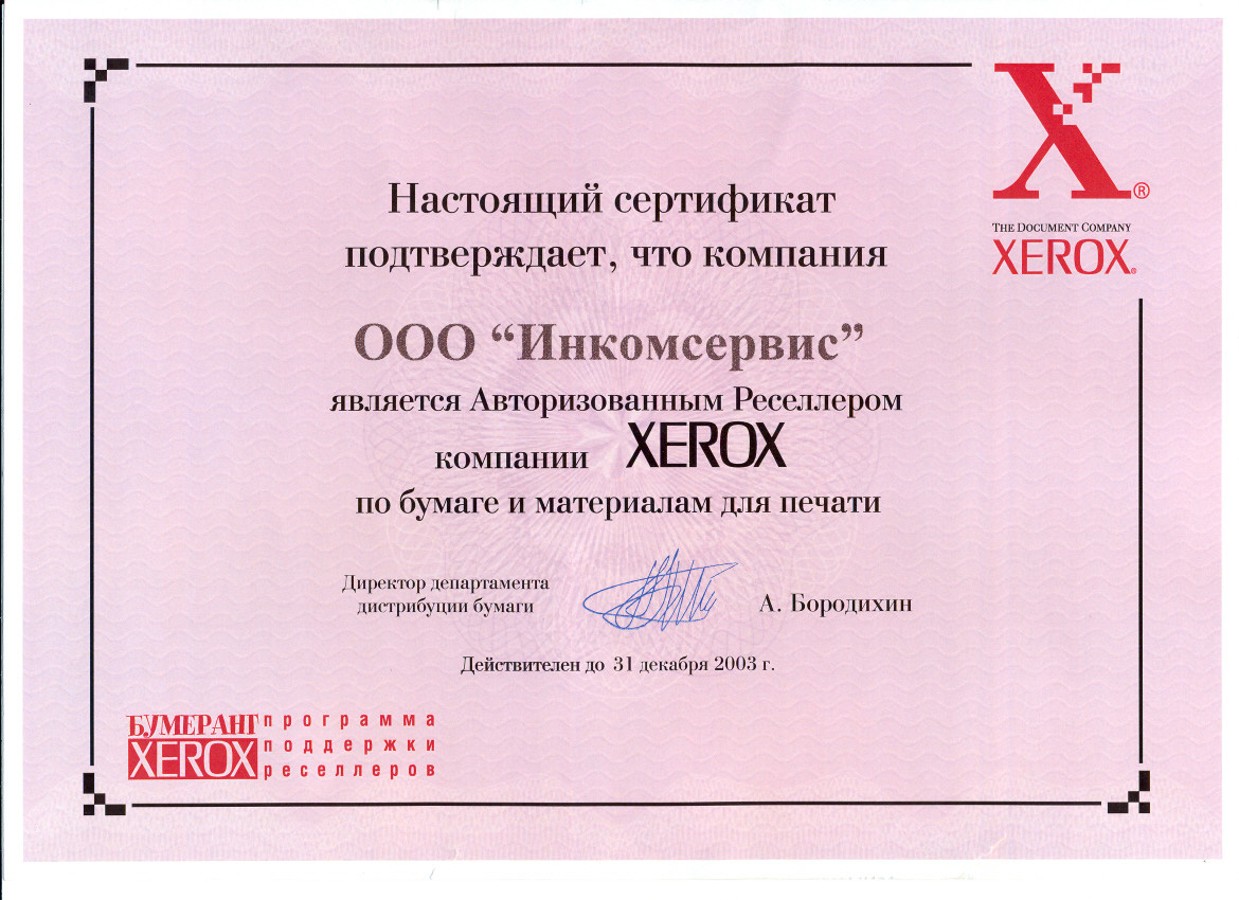 X®
THE DOCUMENT COMPANY
XEROX®
Настоящий сертификат
подтверждает, что компания
ООО “Инкомсервис”
является Авторизованным Реселлером
компании XEROX
по бумаге и материалам для печати
Директор департамента
дистрибуции бумаги
А. Бородихин
Действителен до 31 декабря 2003 г.
БУМЕРАНГ
XEROX
программа
поддержки
реселлеров